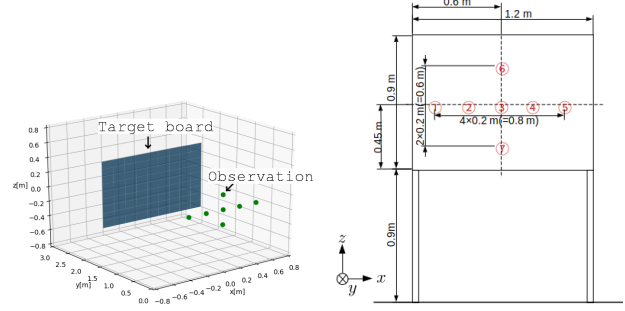 Target board
Observation
0.8
0.6
0.4
0.2
0.0
−0.2
−0.4
−0.6
−0.8
z[m]
3.0
2.5
2.0
1.5
1.0
0.5
0.0
y[m]
−0.8
−0.6
−0.4
−0.2
0.0
0.2
0.4
0.6
0.8
x[m]
0.6 m
1.2 m
0.9 m
0.45 m
2×0.2 m(=0.6 m)
6
1
2
3
4
5
4×0.2 m(=0.8 m)
7
0.9m
z
x
y